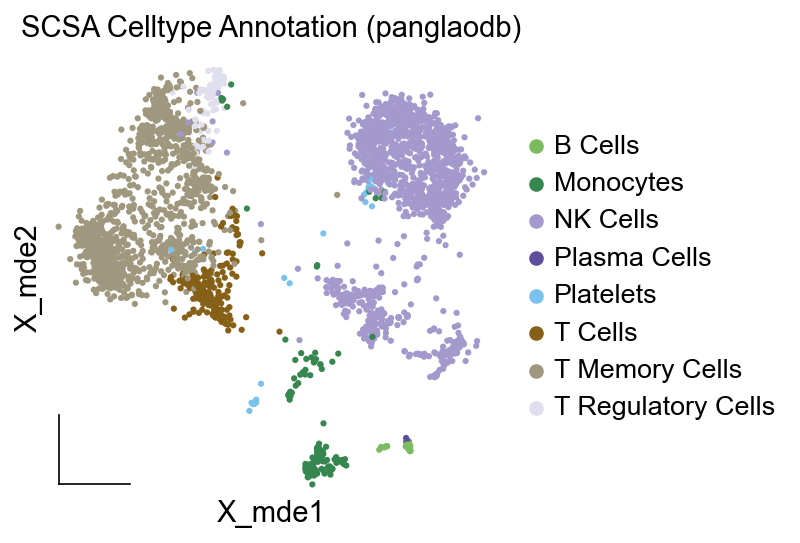 SCSA Celltype Annotation (panglaodb)
B Cells
Monocytes
NK Cells
Plasma Cells
Platelets
T Cells
T Memory Cells
T Regulatory Cells
X_mde2
X_mde1